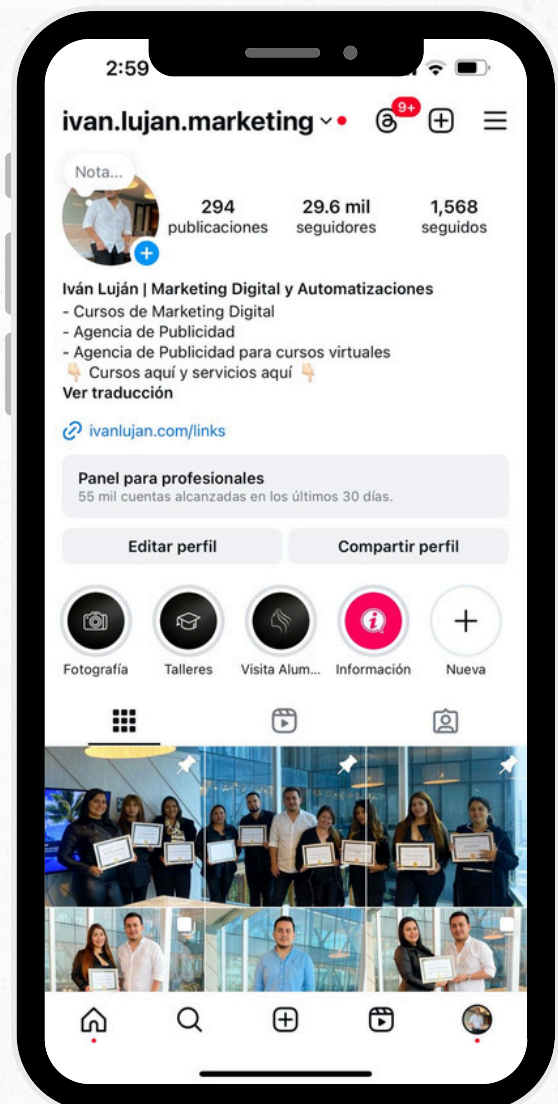 2:59
ivan.lujan.marketing
9+
Nota...
294
publicaciones
29.6 mil
seguidores
1,568
seguidos
Iván Luján | Marketing Digital y Automatizaciones
- Cursos de Marketing Digital
- Agencia de Publicidad
- Agencia de Publicidad para cursos virtuales
👇🏻 Cursos aquí y servicios aquí 👇🏻
Ver traducción
ivanlujan.com/links
Panel para profesionales
55 mil cuentas alcanzadas en los últimos 30 días.
Editar perfil
Compartir perfil
Fotografía
Talleres
Visita Alum...
Información
Nueva